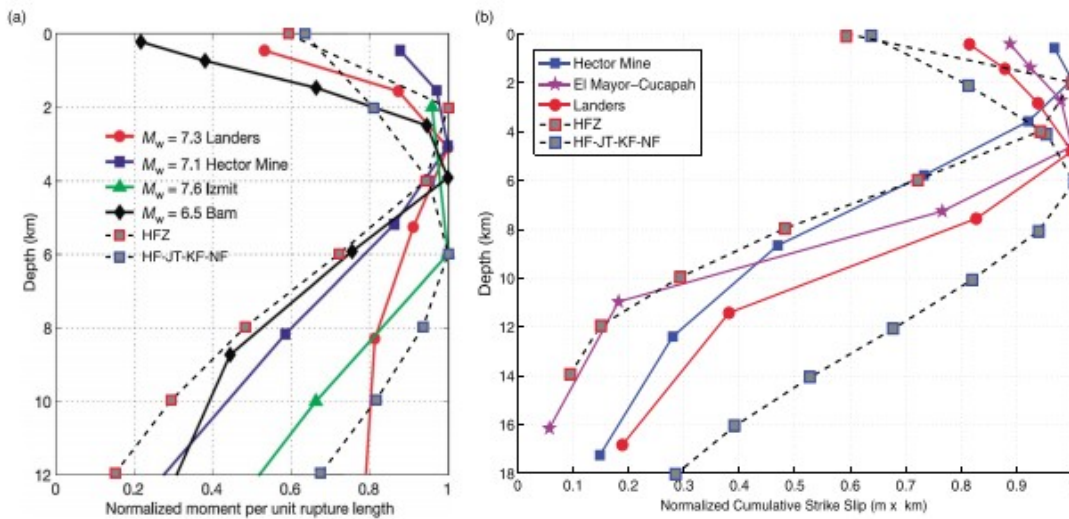 (a)
0
2
4
6
8
10
12
Depth (km)
Mw = 7.3 Landers
Mw = 7.1 Hector Mine
Mw = 7.6 Izmit
Mw = 6.5 Bam
HFZ
HF-JT-KF-NF
0 0.2 0.4 0.6 0.8 1
Normalized moment per unit rupture length
(b)
0
2
4
6
8
10
12
14
16
18
Depth (km)
Hector Mine
El Mayor–Cucapah
Landers
HFZ
HF-JT-KF-NF
0 0.1 0.2 0.3 0.4 0.5 0.6 0.7 0.8 0.9
Normalized Cumulative Strike Slip (m x km)